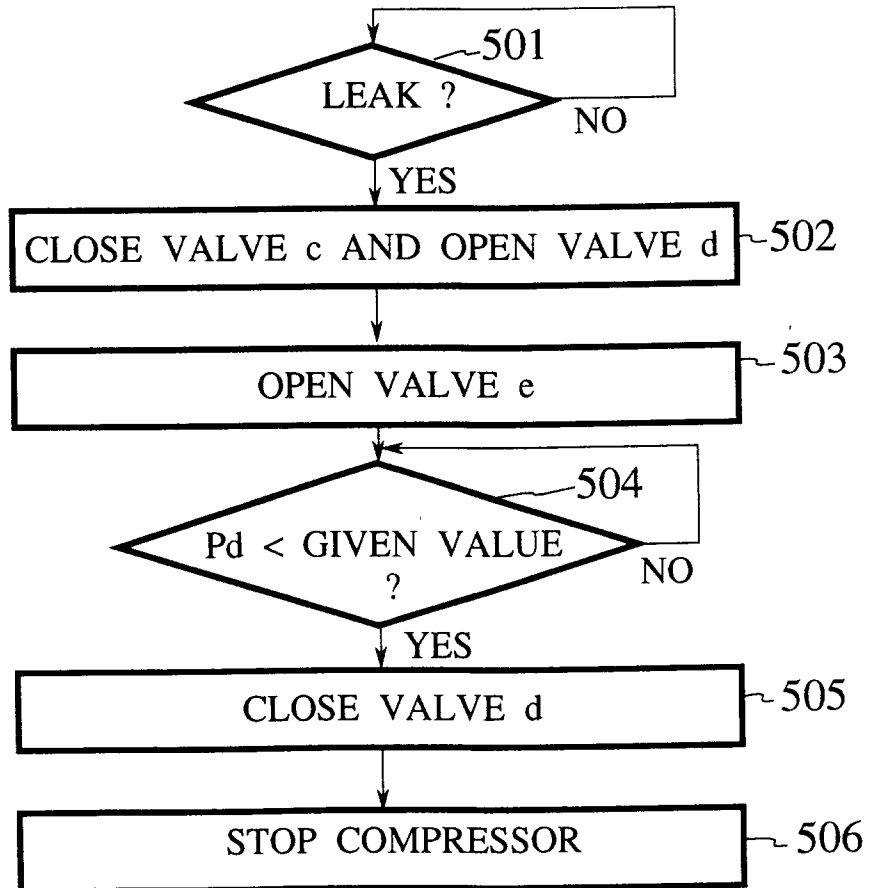 501
LEAK ?
NO
YES
CLOSE VALVE c AND OPEN VALVE d
502
OPEN VALVE e
503
504
Pd < GIVEN VALUE
?
NO
YES
CLOSE VALVE d
505
STOP COMPRESSOR
506